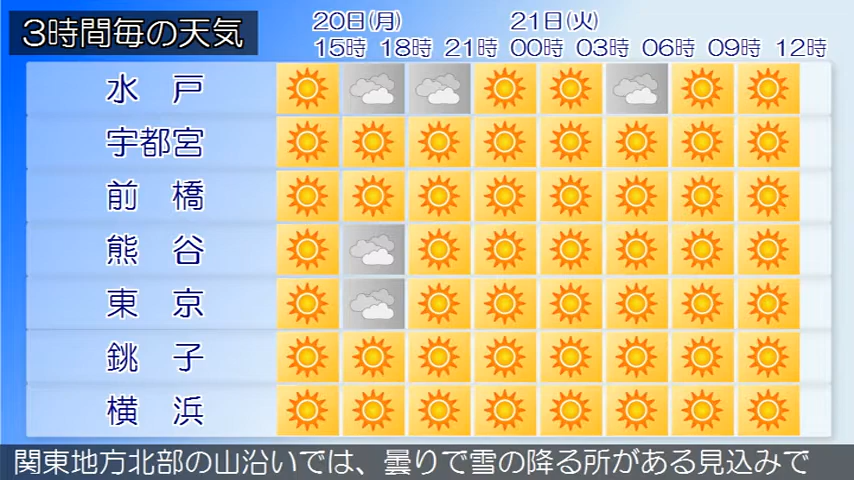 3時間毎の天気
20日(月) 21日(火)
15時 18時 21時 00時 03時 06時 09時 12時
水 戸
宇都宮
前 橋
熊 谷
東 京
銚 子
横 浜
関東地方北部の山沿いでは、曇りで雪の降る所がある見込みで